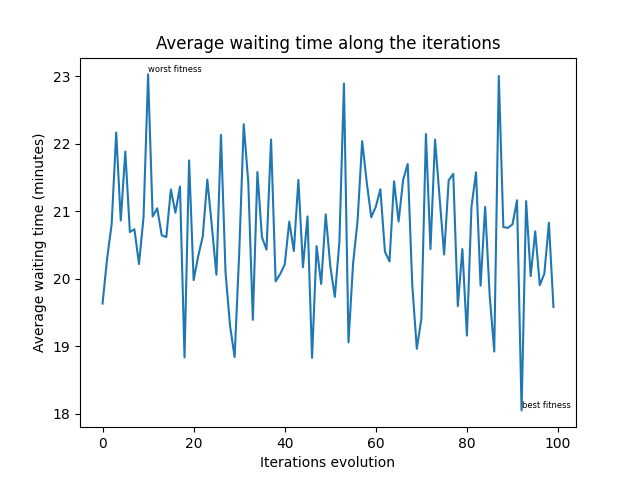 Average waiting time along the iterations
Average waiting time (minutes)
23
22
21
20
19
18
worst fitness
best fitness
0 20 40 60 80 100
Iterations evolution